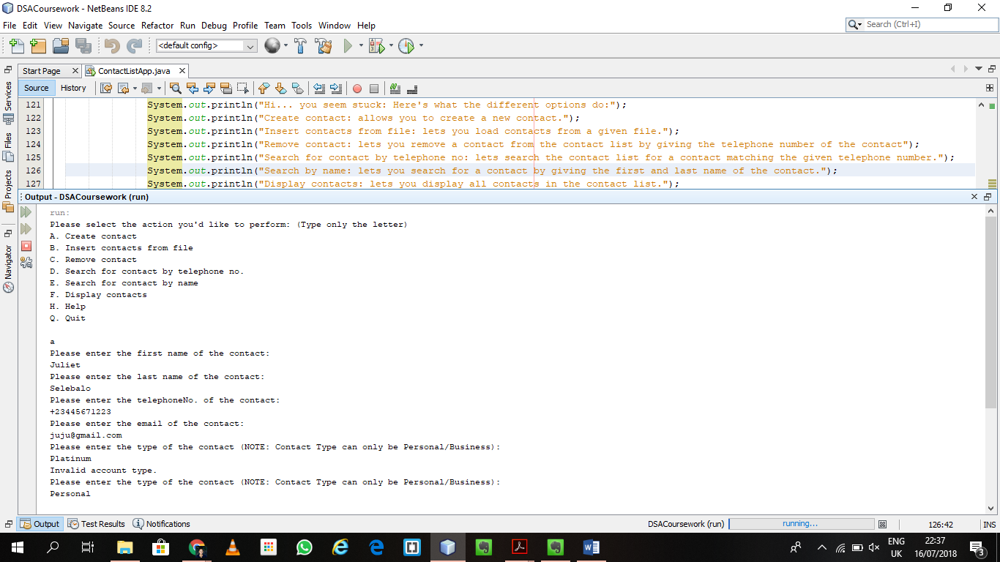 DSACoursework - NetBeans IDE 8.2
File Edit View Navigate Source Refactor Run Debug Profile Team Tools Window Help
Search (Ctrl+I)
<default config>
Start Page ContactListApp.java
Source History
Services
Files
Projects
Navigator
121 System.out.println("Hi... you seem stuck: Here's what the different options do:");
122 System.out.println("Create contact: allows you to create a new contact.");
123 System.out.println("Insert contacts from file: lets you load contacts from a given file.");
124 System.out.println("Remove contact: lets you remove a contact from the contact list by giving the telephone number of the contact");
125 System.out.println("Search for contact by telephone no: lets search the contact list for a contact matching the given telephone number.");
126 System.out.println("Search by name: lets you search for a contact by giving the first and last name of the contact.");
127 System.out.println("Display contacts: lets you display all contacts in the contact list.");
Output - DSACoursework (run)
run:
Please select the action you'd like to perform: (Type only the letter)
A. Create contact
B. Insert contacts from file
C. Remove contact
D. Search for contact by telephone no.
E. Search for contact by name
F. Display contacts
H. Help
Q. Quit
a
Please enter the first name of the contact:
Juliet
Please enter the last name of the contact:
Selebalo
Please enter the telephoneNo. of the contact:
+23445671223
Please enter the email of the contact:
juju@gmail.com
Please enter the type of the contact (NOTE: Contact Type can only be Personal/Business):
Platinum
Invalid account type.
Please enter the type of the contact (NOTE: Contact Type can only be Personal/Business):
Personal
Output Test Results Notifications
DSACoursework (run) running... 126:42 INS
ENG 22:37
UK 16/07/2018 3